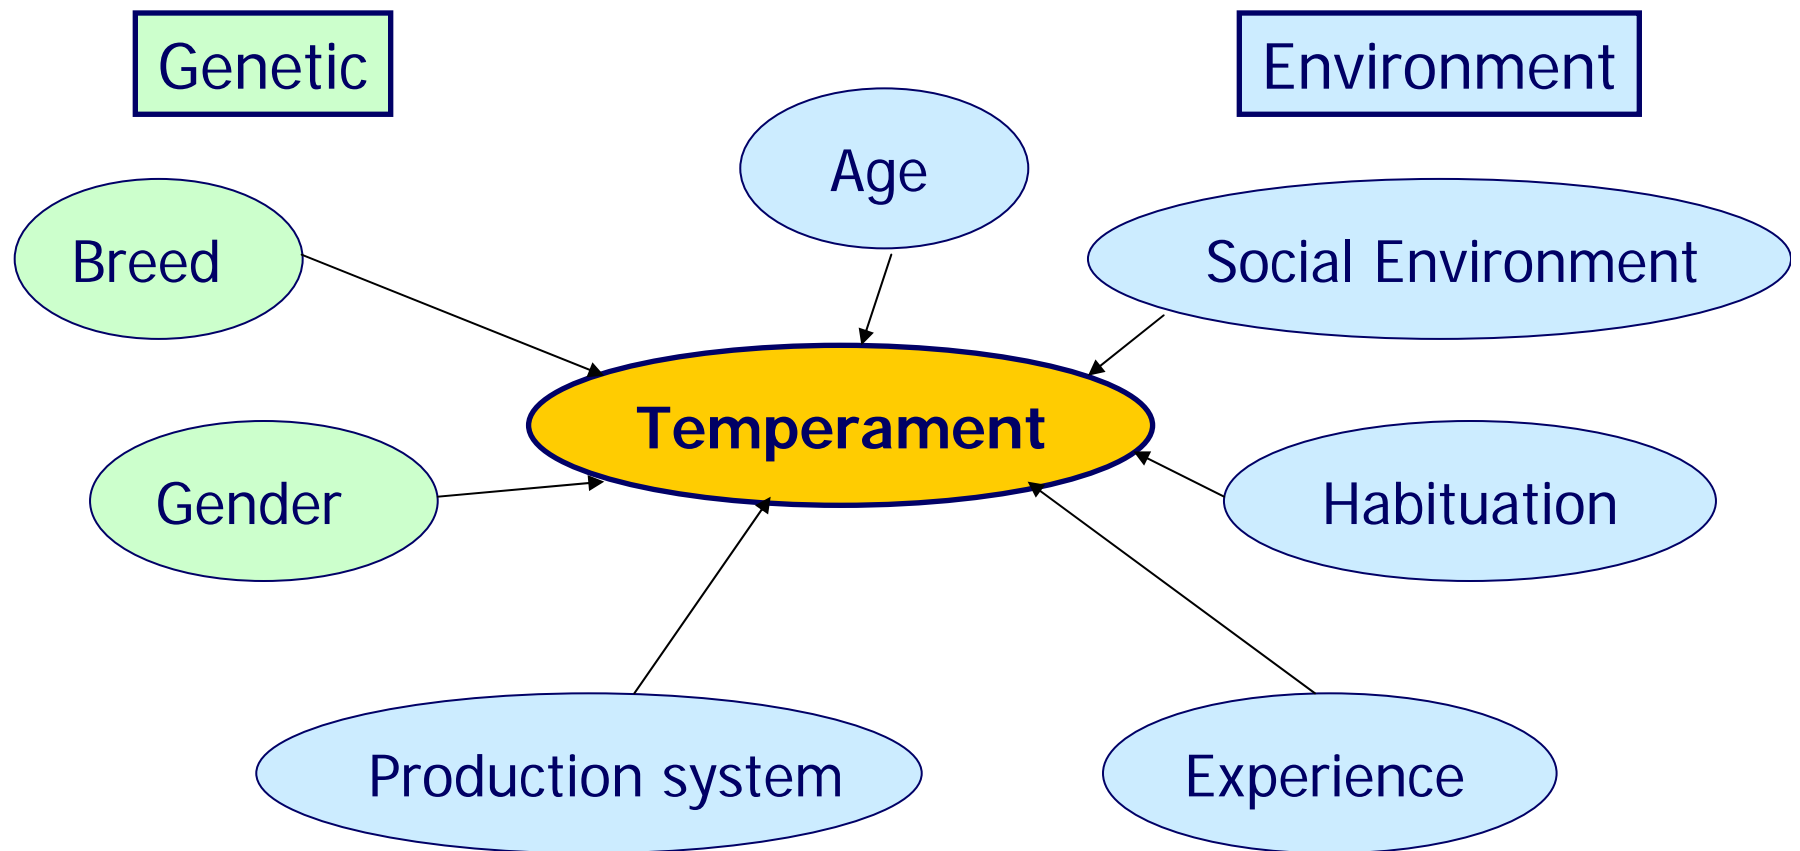 Genetic
Environment
Age
Breed
Social Environment
Temperament
Gender
Habituation
Production system
Experience